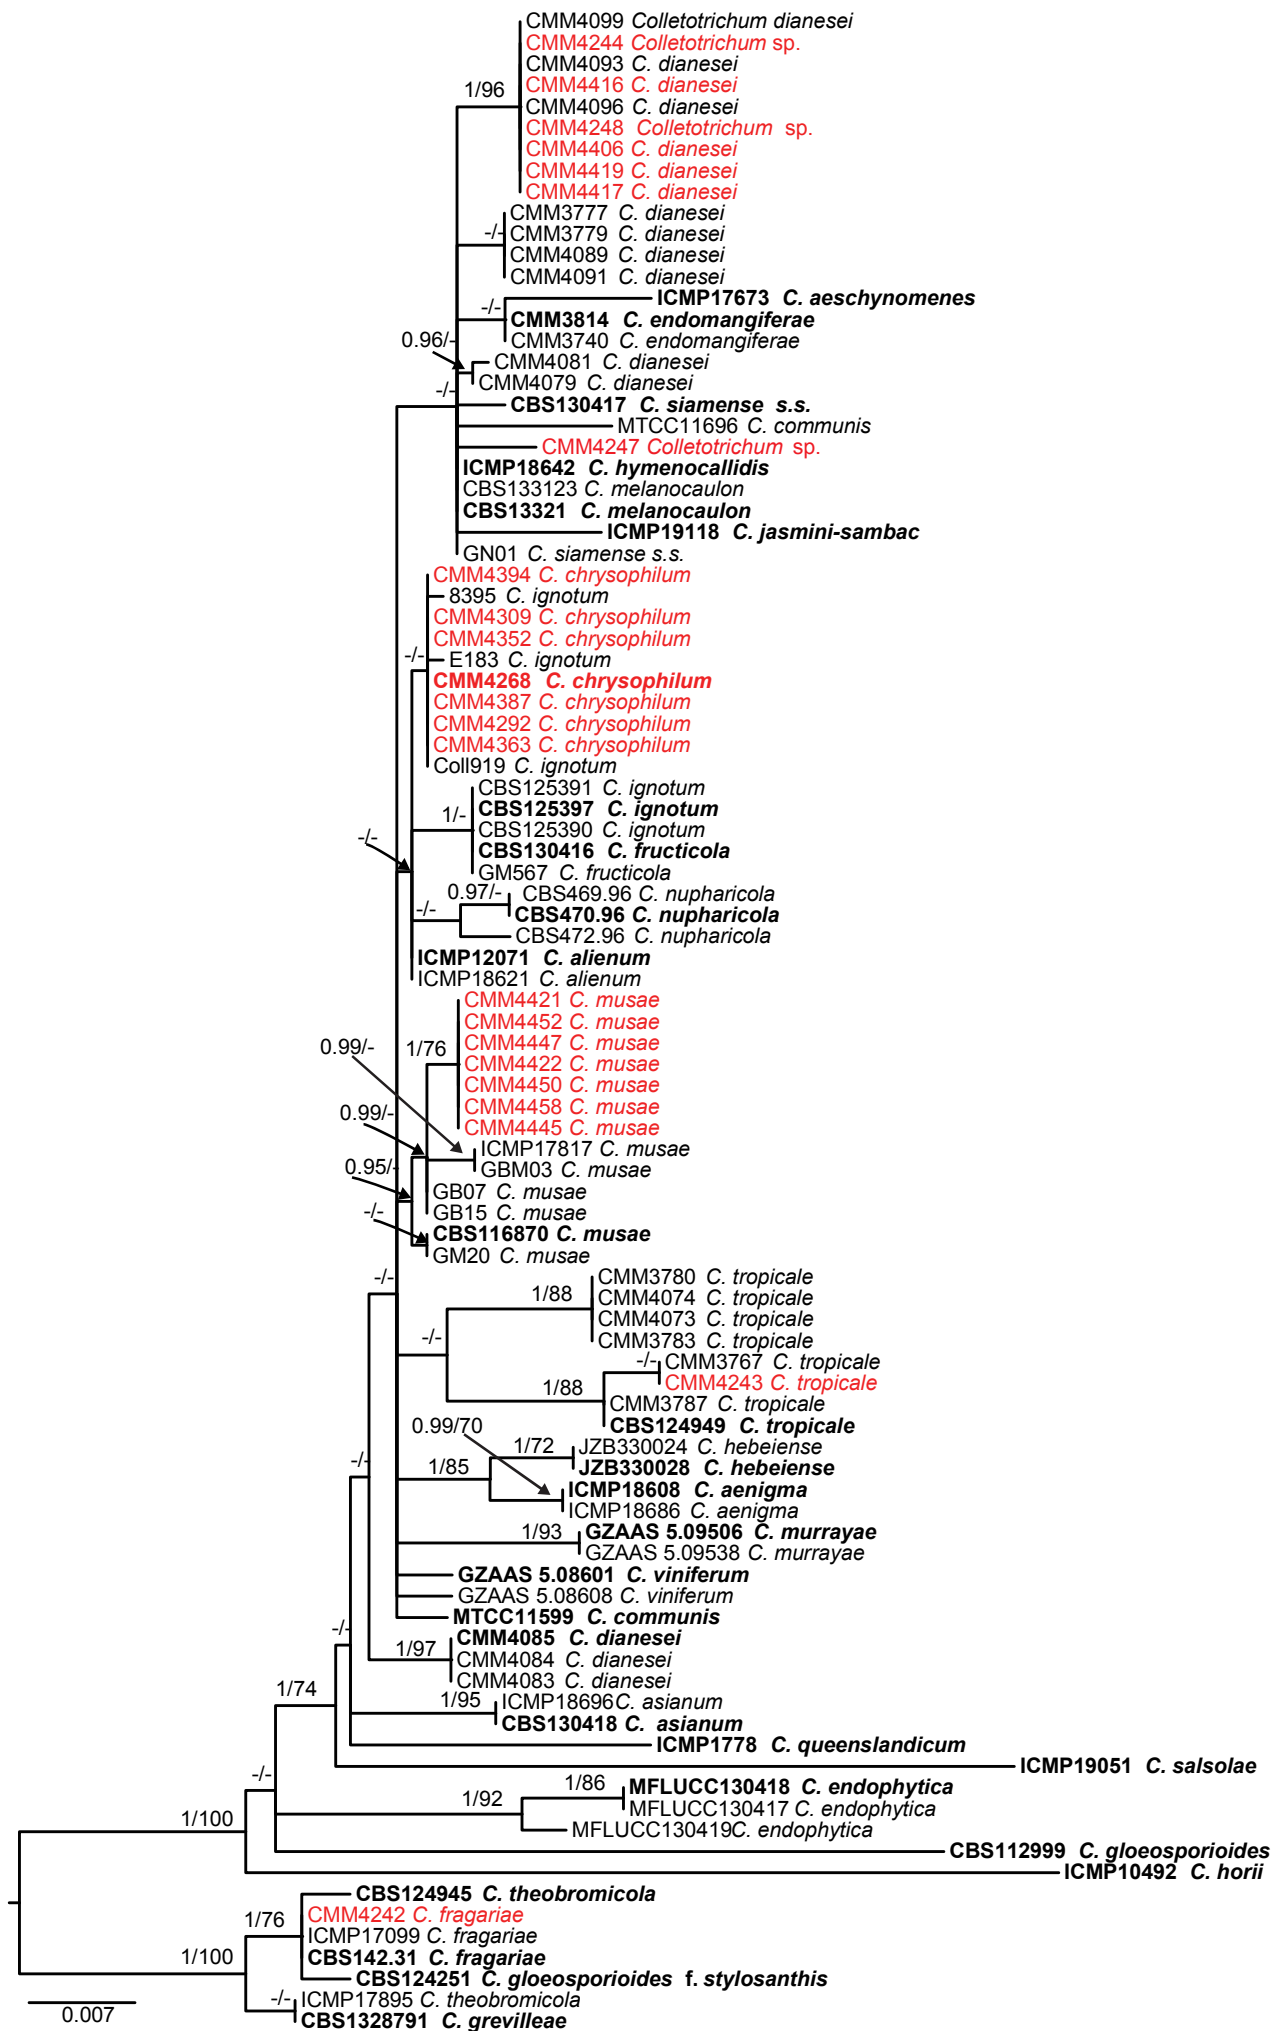 CMM4099 Colletotrichum dianesei
CMM4244 Colletotrichum sp.
CMM4093 C. dianesei
CMM4416 C. dianesei
1/96
CMM4096 C. dianesei
CMM4248 Colletotrichum sp.
CMM4406 C. dianesei
CMM4419 C. dianesei
CMM4417 C. dianesei
CMM3777 C. dianesei
-/-
CMM3779 C. dianesei
CMM4089 C. dianesei
CMM4091 C. dianesei
ICMP17673 C. aeschynomenes
-/-
CMM3814 C. endomangiferae
CMM3740 C. endomangiferae
0.96/-
CMM4081 C. dianesei
CMM4079 C. dianesei
-/-
CBS130417 C. siamense s.s.
MTCC11696 C. communis
CMM4247 Colletotrichum sp.
ICMP18642 C. hymenocallidis
CBS133123 C. melanocaulon
CBS13321 C. melanocaulon
ICMP19118 C. jasmini-sambac
GN01 C. siamense s.s.
CMM4394 C. chrysophilum
8395 C. ignotum
CMM4309 C. chrysophilum
CMM4352 C. chrysophilum
-/-
E183 C. ignotum
CMM4268 C. chrysophilum
CMM4387 C. chrysophilum
CMM4292 C. chrysophilum
CMM4363 C. chrysophilum
Coll919 C. ignotum
CBS125391 C. ignotum
1/-
CBS125397 C. ignotum
CBS125390 C. ignotum
-/-
CBS130416 C. fructicola
GM567 C. fructicola
0.97/-
CBS469.96 C. nupharicola
-/-
CBS470.96 C. nupharicola
CBS472.96 C. nupharicola
ICMP12071 C. alienum
ICMP18621 C. alienum
CMM4421 C. musae
CMM4452 C. musae
0.99/-
1/76
CMM4447 C. musae
CMM4422 C. musae
CMM4450 C. musae
CMM4458 C. musae
0.99/-
CMM4445 C. musae
ICMP17817 C. musae
0.95/-
GBM03 C. musae
GB07 C. musae
-/-
GB15 C. musae
CBS116870 C. musae
GM20 C. musae
-/-
CMM3780 C. tropicale
1/88
CMM4074 C. tropicale
CMM4073 C. tropicale
-/-
CMM3783 C. tropicale
-/-
CMM3767 C. tropicale
CMM4243 C. tropicale
1/88
CMM3787 C. tropicale
0.99/70
CBS124949 C. tropicale
1/72
JZB330024 C. hebeiense
-/-
1/85
JZB330028 C. hebeiense
ICMP18608 C. aenigma
ICMP18686 C. aenigma
1/93
GZAAS 5.09506 C. murrayae
GZAAS 5.09538 C. murrayae
GZAAS 5.08601 C. viniferum
GZAAS 5.08608 C. viniferum
MTCC11599 C. communis
-/-
CMM4085 C. dianesei
1/97
CMM4084 C. dianesei
CMM4083 C. dianesei
1/74
1/95
ICMP18696C. asianum
CBS130418 C. asianum
ICMP1778 C. queenslandicum
ICMP19051 C. salsolae
-/-
1/86
MFLUCC130418 C. endophytica
1/92
MFLUCC130417 C. endophytica
1/100
MFLUCC130419C. endophytica
CBS112999 C. gloeosporioides
ICMP10492 C. horii
CBS124945 C. theobromicola
CMM4242 C. fragariae
1/76
ICMP17099 C. fragariae
1/100
CBS142.31 C. fragariae
CBS124251 C. gloeosporioides f. stylosanthis
-/-
ICMP17895 C. theobromicola
0.007
CBS1328791 C. grevilleae